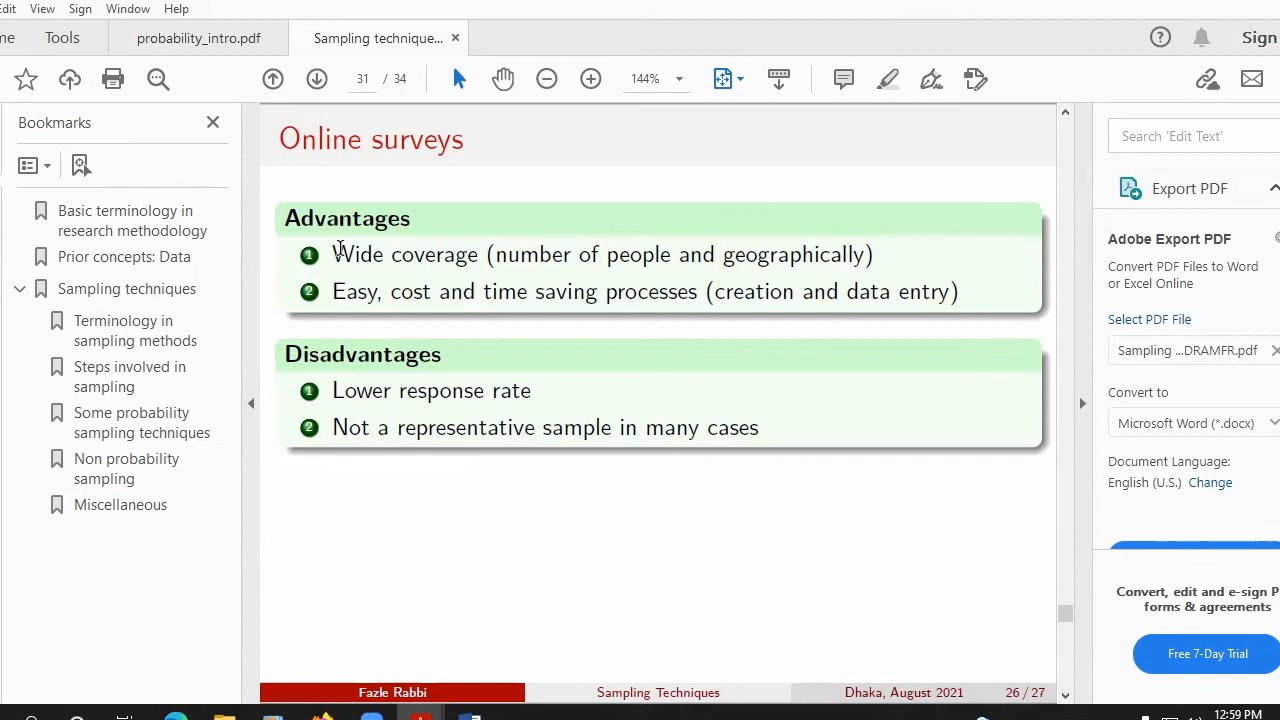 Edit View Sign Window Help
Tools probability_intro.pdf Sampling technique... × Sign
31 / 34 144%
Bookmarks
Basic terminology in
research methodology
Prior concepts: Data
Sampling techniques
Terminology in
sampling methods
Steps involved in
sampling
Some probability
sampling techniques
Non probability
sampling
Miscellaneous
Online surveys
Advantages
1 Wide coverage (number of people and geographically)
2 Easy, cost and time saving processes (creation and data entry)
Disadvantages
1 Lower response rate
2 Not a representative sample in many cases
Fazle Rabbi Sampling Techniques Dhaka, August 2021 26 / 27
Search 'Edit Text'
Export PDF
Adobe Export PDF
Convert PDF Files to Word
or Excel Online
Select PDF File
Sampling ...DRAMFR.pdf ×
Convert to
Microsoft Word (*.docx)
Document Language:
English (U.S.) Change
Convert, edit and e-sign P
forms & agreements
Free 7-Day Trial
12:59 PM